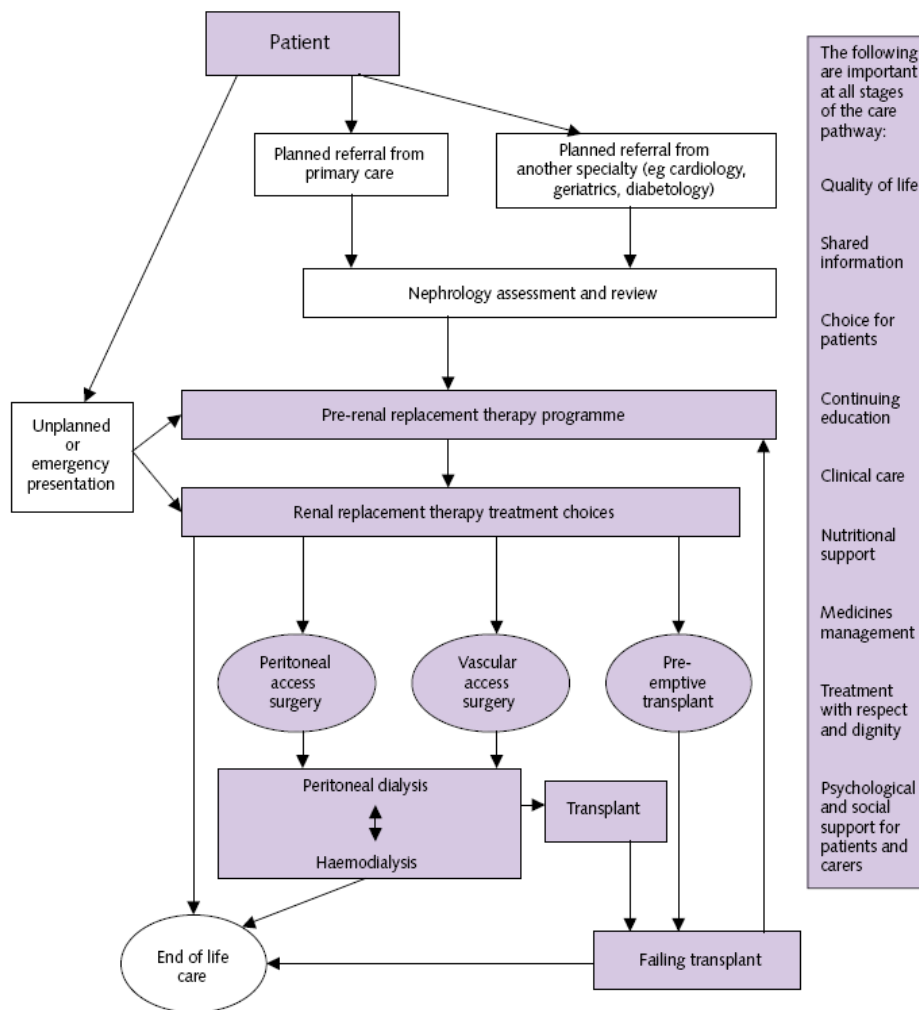 Patient
Planned referral from
primary care
Planned referral from
another specialty (eg cardiology,
geriatrics, diabetology)
Nephrology assessment and review
Unplanned
or
emergency
presentation
Pre-renal replacement therapy programme
Renal replacement therapy treatment choices
Peritoneal
access
surgery
Vascular
access
surgery
Pre-
emptive
transplant
Peritoneal dialysis
Haemodialysis
Transplant
End of life
care
Failing transplant
The following
are important
at all stages
of the care
pathway:
Quality of life
Shared
information
Choice for
patients
Continuing
education
Clinical care
Nutritional
support
Medicines
management
Treatment
with respect
and dignity
Psychological
and social
support for
patients and
carers